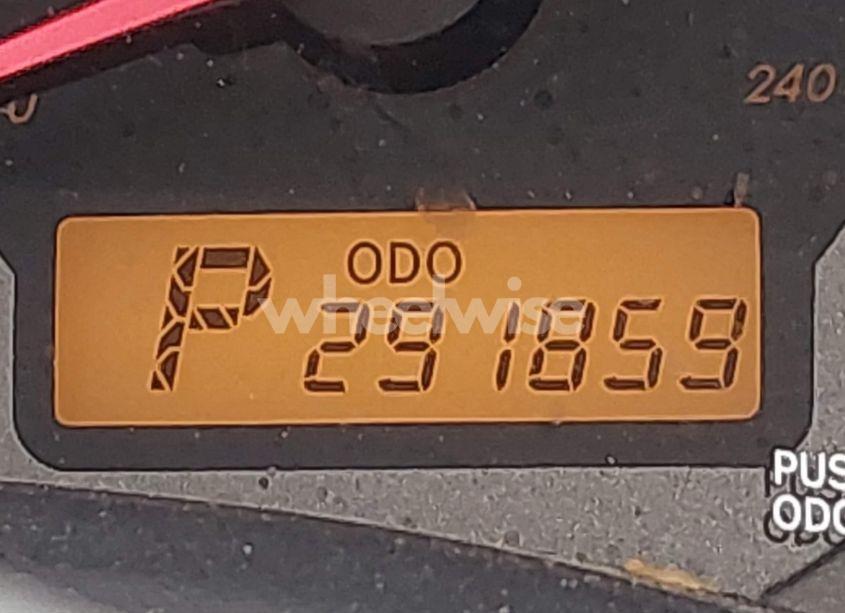 240
ODO
P 291859
wheelwise
PUS
ODO